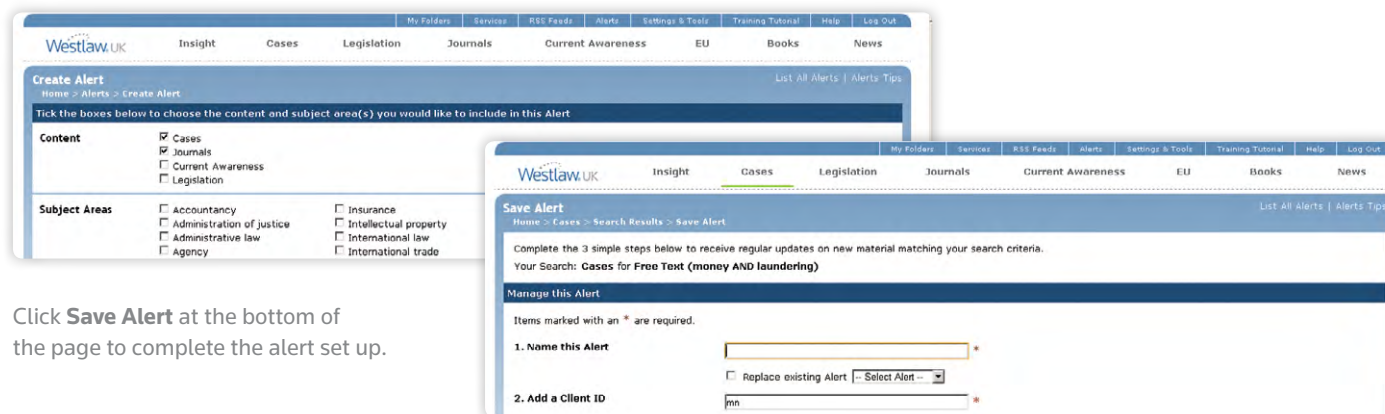 My Folders Services RSS Feeds Alerts Settings & Tools Training Tutorial Help Log Out
Westlaw.UK Insight Cases Legislation Journals Current Awareness EU Books News
Create Alert List All Alerts | Alerts Tips
Home > Alerts > Create Alert
Tick the boxes below to choose the content and subject area(s) you would like to include in this Alert
Content Cases
Journals
Current Awareness
Legislation
Subject Areas Accountancy Insurance
Administration of justice Intellectual property
Administrative law International law
Agency International trade
Click Save Alert at the bottom of
the page to complete the alert set up.
My Folders Services RSS Feeds Alerts Settings & Tools Training Tutorial Help Log Out
Westlaw.UK Insight Cases Legislation Journals Current Awareness EU Books News
Save Alert List All Alerts | Alerts Tips
Home > Cases > Search Results > Save Alert
Complete the 3 simple steps below to receive regular updates on new material matching your search criteria.
Your Search: Cases for Free Text (money AND laundering)
Manage this Alert
Items marked with an * are required.
1. Name this Alert *
Replace existing Alert -- Select Alert --
2. Add a Client ID mn *